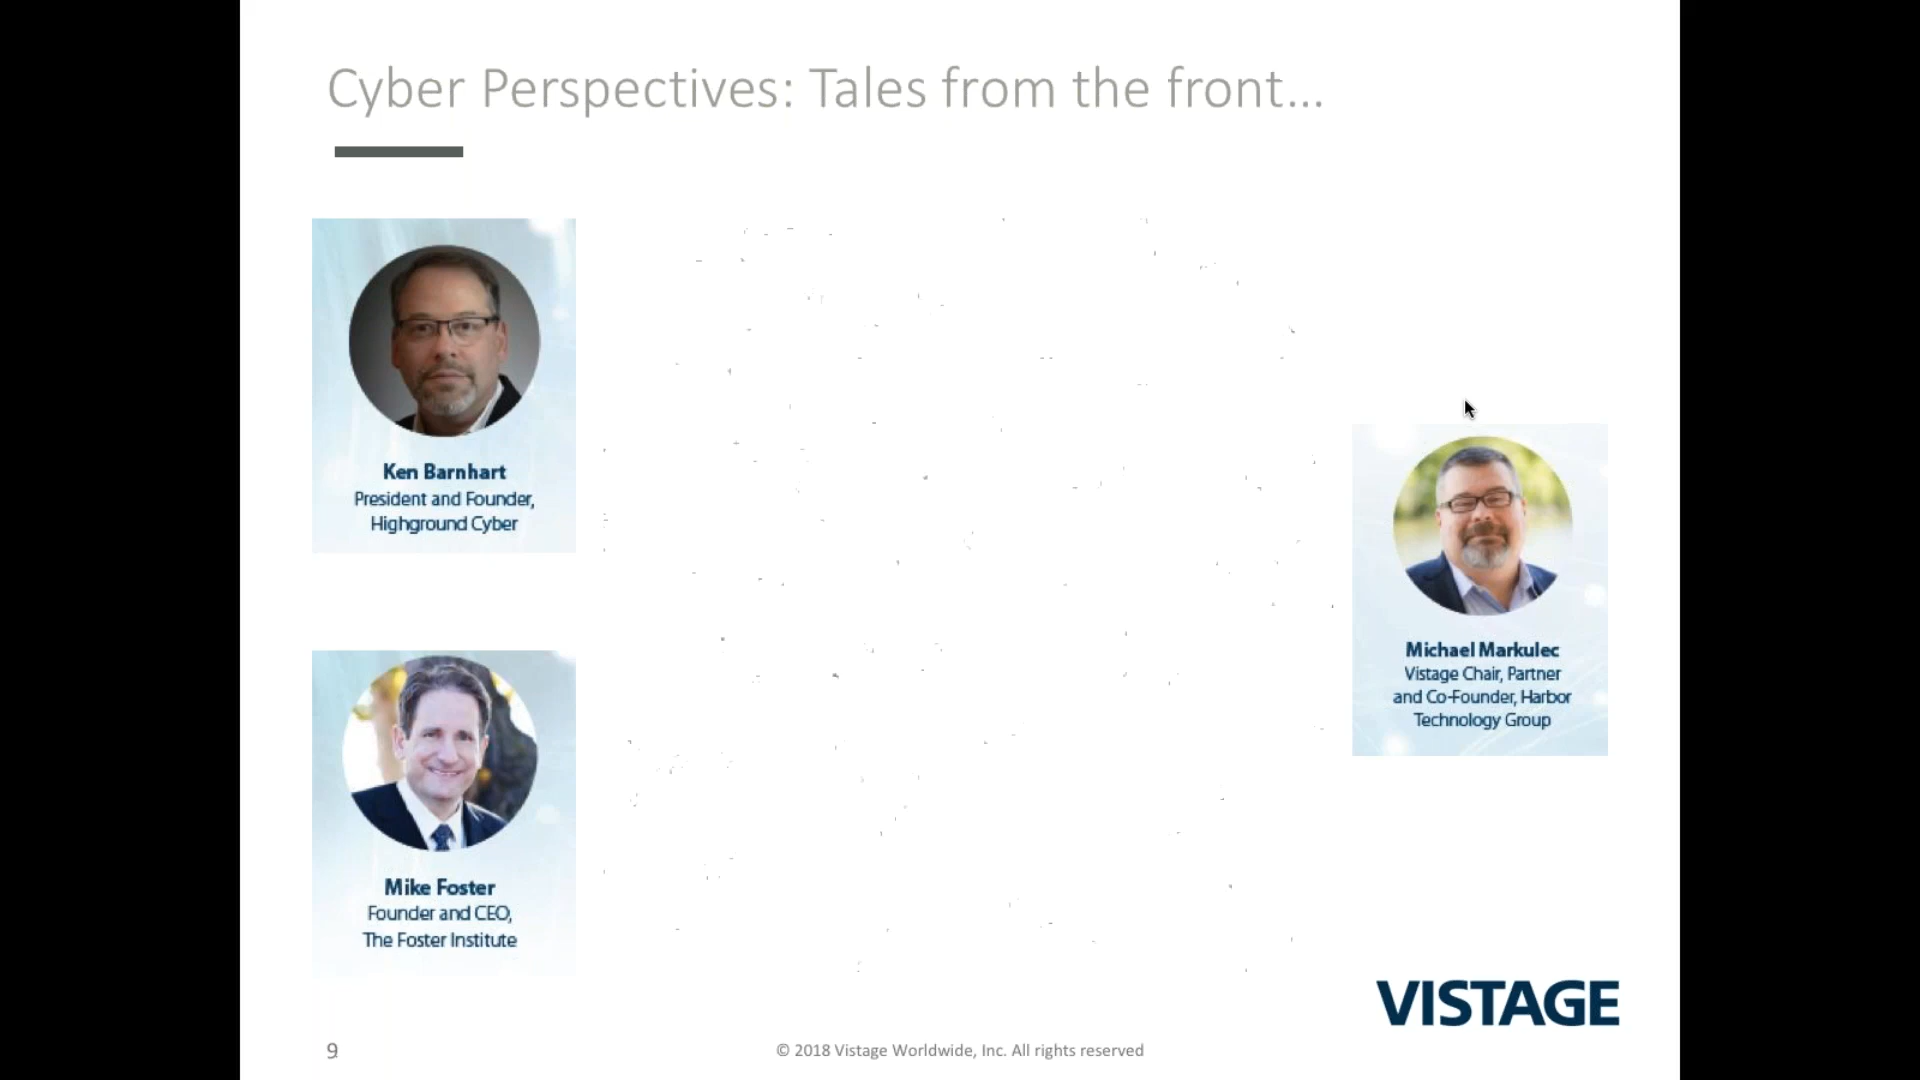 Cyber Perspectives: Tales from the front...
Ken Barnhart
President and Founder,
Highground Cyber
Mike Foster
Founder and CEO,
The Foster Institute
Michael Markulec
Vistage Chair, Partner
and Co-Founder, Harbor
Technology Group
VISTAGE
9
© 2018 Vistage Worldwide, Inc. All rights reserved